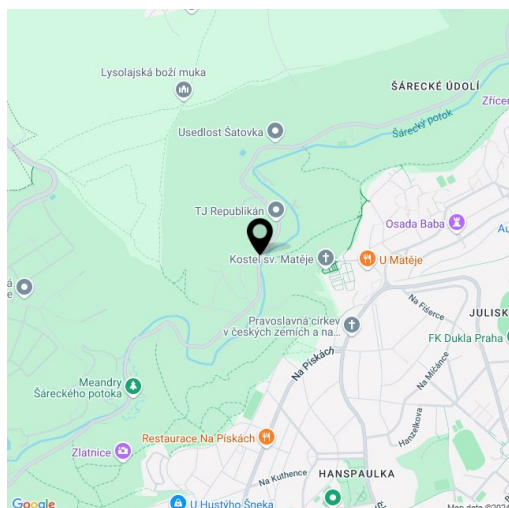 Lysolajská boží muka
ŠÁRECKÉ ÚDOLÍ
Zřícen
Šárecký potok
Usedlost Šatovka
TJ Republikán
Osada Baba
Au
Kostel sv. Matěje
U Matěje
Na Fišerce
JULISK
Pravoslavná církev
v českých zemích a na...
FK Dukla Praha
Na Pískách
Na Míčánce
Meandry
Šáreckého potoka
Hanzelkova
Restaurace Na Pískách
Zlatnice
Na Kuthence
HANSPAULKA
U Hustýho Šneka
Google
Map data ©2024